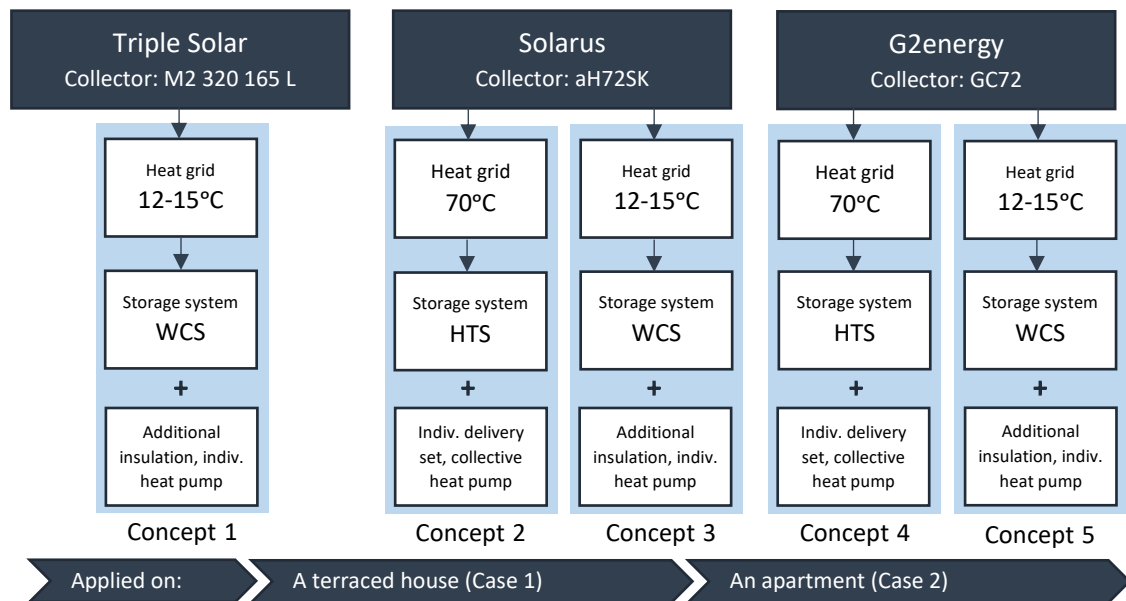 Triple Solar
Collector: M2 320 165 L
Solarus
Collector: aH72SK
G2energy
Collector: GC72
Heat grid
12-15°C
Storage system
WCS
+
Additional
insulation, indiv.
heat pump
Concept 1
Heat grid
70°C
Storage system
HTS
+
Indiv. delivery
set, collective
heat pump
Concept 2
Heat grid
12-15°C
Storage system
WCS
+
Additional
insulation, indiv.
heat pump
Concept 3
Heat grid
70°C
Storage system
HTS
+
Indiv. delivery
set, collective
heat pump
Concept 4
Heat grid
12-15°C
Storage system
WCS
+
Additional
insulation, indiv.
heat pump
Concept 5
Applied on:
A terraced house (Case 1)
An apartment (Case 2)